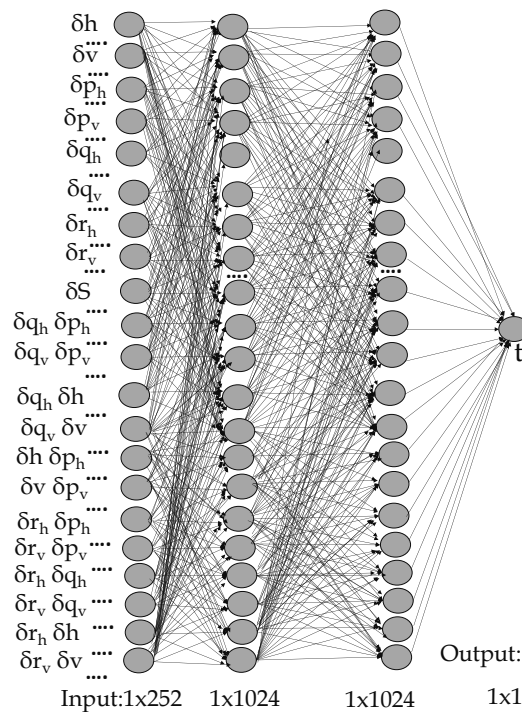 δh
....
δv
....
δp_h
....
δp_v
....
δq_h
....
δq_v
....
δr_h
....
δr_v
....
δS
δq_h δp_h
....
δq_v δp_v
....
δq_h δh
....
δq_v δv
....
δh δp_h
....
δv δp_v
....
δr_h δp_h
....
δr_v δp_v
....
δr_h δq_h
....
δr_v δq_v
....
δr_h δh
....
δr_v δv
....
....
....
t
Output:
Input:1x252 1x1024 1x1024 1x1